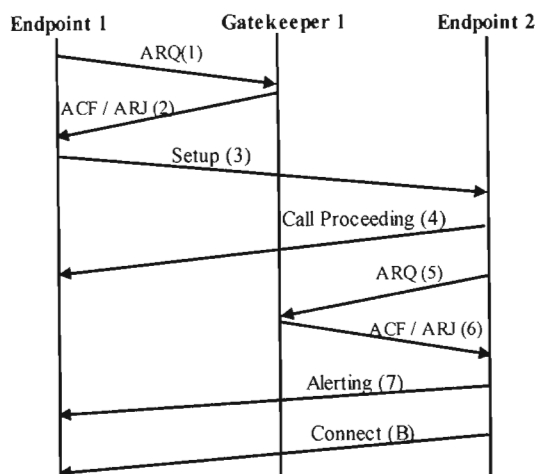 Endpoint 1 Gatekeeper 1 Endpoint 2
ARQ(1)
ACF / ARJ (2)
Setup (3)
Call Proceeding (4)
ARQ (5)
ACF / ARJ (6)
Alerting (7)
Connect (B)